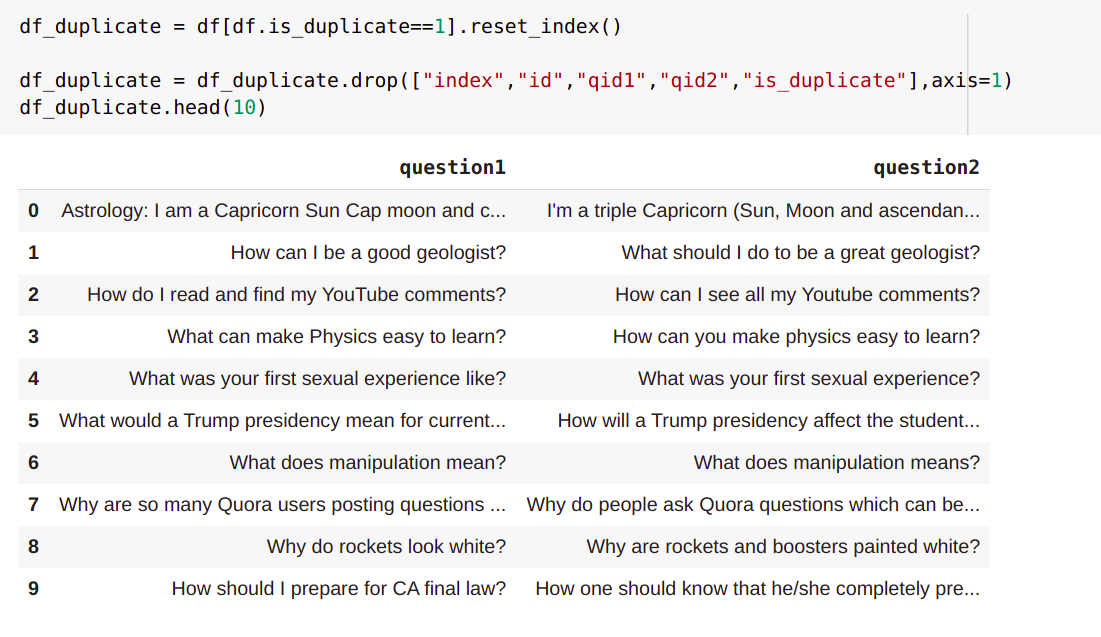 df_duplicate = df[df.is_duplicate==1].reset_index()
df_duplicate = df_duplicate.drop(["index","id","qid1","qid2","is_duplicate"],axis=1)
df_duplicate.head(10)
question1 question2
0 Astrology: I am a Capricorn Sun Cap moon and c... I'm a triple Capricorn (Sun, Moon and ascendan...
1 How can I be a good geologist? What should I do to be a great geologist?
2 How do I read and find my YouTube comments? How can I see all my Youtube comments?
3 What can make Physics easy to learn? How can you make physics easy to learn?
4 What was your first sexual experience like? What was your first sexual experience?
5 What would a Trump presidency mean for current... How will a Trump presidency affect the student...
6 What does manipulation mean? What does manipulation means?
7 Why are so many Quora users posting questions ... Why do people ask Quora questions which can be...
8 Why do rockets look white? Why are rockets and boosters painted white?
9 How should I prepare for CA final law? How one should know that he/she completely pre...